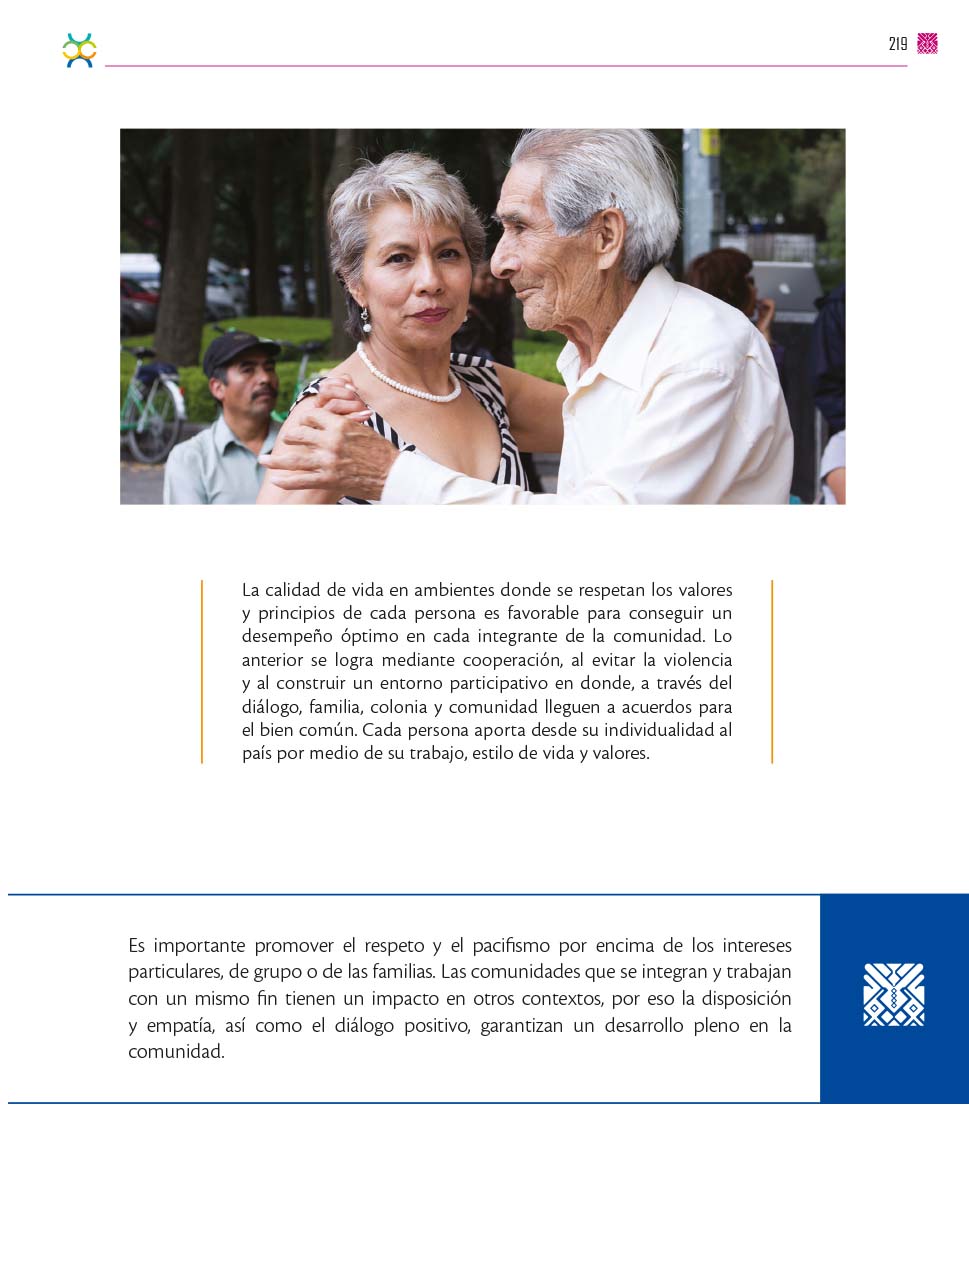 219
La calidad de vida en ambientes donde se respetan los valores
y principios de cada persona es favorable para conseguir un
desempeño óptimo en cada integrante de la comunidad. Lo
anterior se logra mediante cooperación, al evitar la violencia
y al construir un entorno participativo en donde, a través del
diálogo, familia, colonia y comunidad lleguen a acuerdos para
el bien común. Cada persona aporta desde su individualidad al
país por medio de su trabajo, estilo de vida y valores.
Es importante promover el respeto y el pacifismo por encima de los intereses
particulares, de grupo o de las familias. Las comunidades que se integran y trabajan
con un mismo fin tienen un impacto en otros contextos, por eso la disposición
y empatía, así como el diálogo positivo, garantizan un desarrollo pleno en la
comunidad.